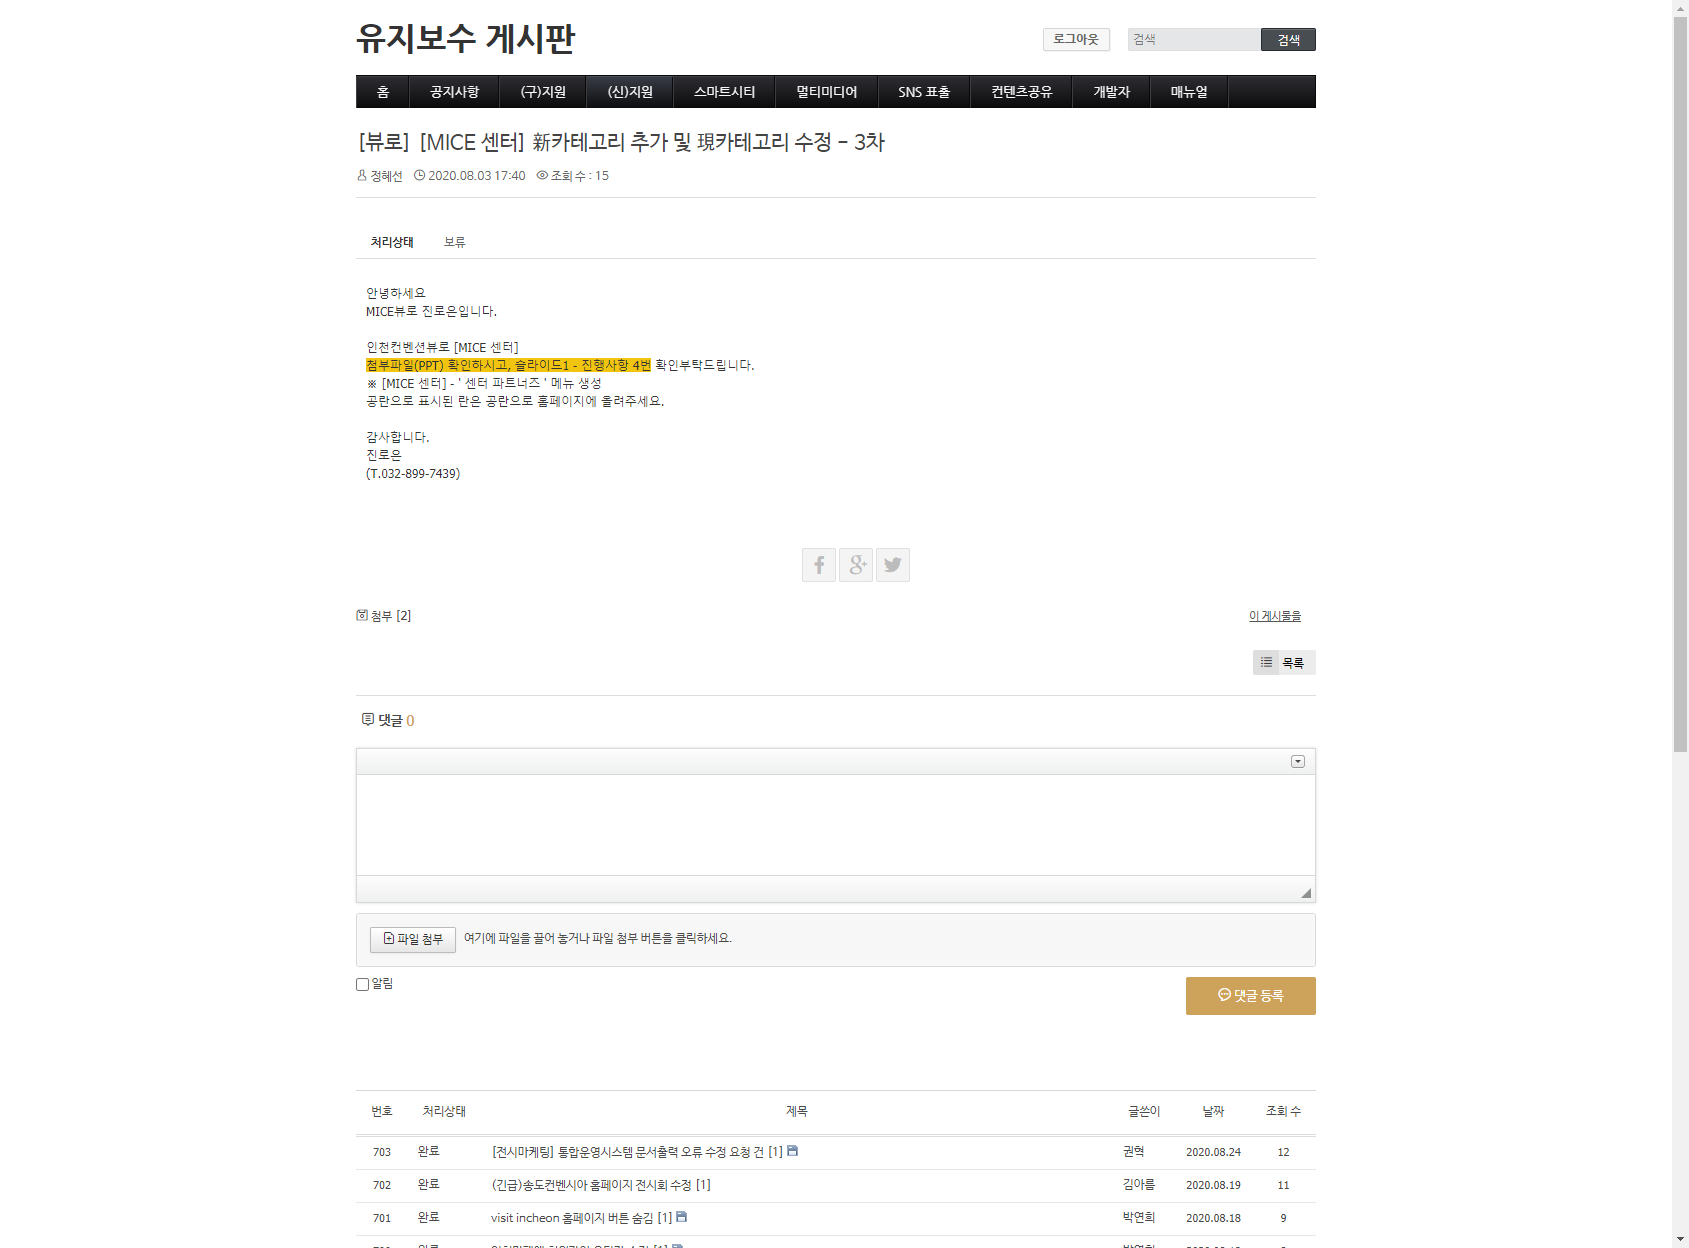 유지보수 게시판
로그아웃 검색 검색
홈 공지사항 (구)지원 (신)지원 스마트시티 멀티미디어 SNS 표출 컨텐츠공유 개발자 매뉴얼
[뷰로] [MICE 센터] 新카테고리 추가 및 現카테고리 수정 - 3차
정혜선 2020.08.03 17:40 조회 수 : 15
처리상태 보류
안녕하세요
MICE뷰로 진로은입니다.
인천컨벤션뷰로 [MICE 센터]
첨부파일(PPT) 확인하시고, 슬라이드1 - 진행사항 4번 확인부탁드립니다.
※ [MICE 센터] - ' 센터 파트너즈 ' 메뉴 생성
공란으로 표시된 란은 공란으로 홈페이지에 올려주세요.
감사합니다.
진로은
(T.032-899-7439)
첨부 [2] 이 게시물을
목록
댓글 0
파일 첨부 여기에 파일을 끌어 놓거나 파일 첨부 버튼을 클릭하세요.
알림
댓글 등록
번호 처리상태 제목 글쓴이 날짜 조회 수
703 완료 [전시마케팅] 통합운영시스템 문서출력 오류 수정 요청 건 [1] 권혁 2020.08.24 12
702 완료 (긴급)송도컨벤시아 홈페이지 전시회 수정 [1] 김아름 2020.08.19 11
701 완료 visit incheon 홈페이지 버튼 숨김 [1] 박연희 2020.08.18 9